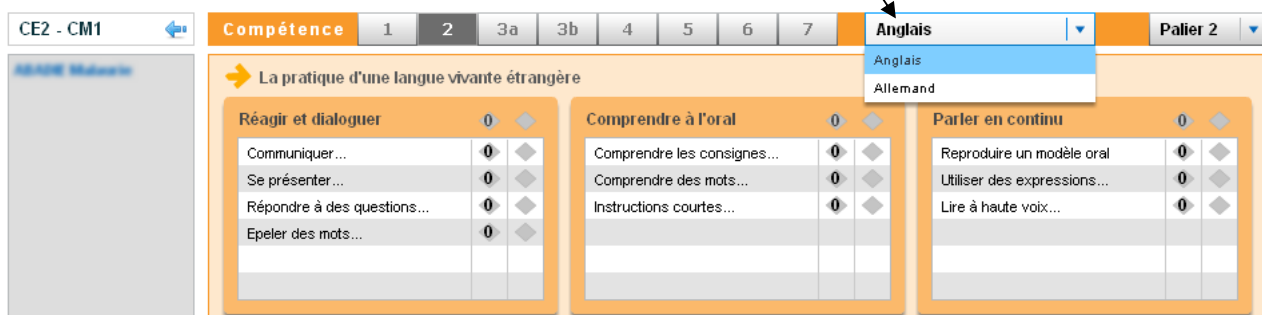 CE2 - CM1
Compétence 1 2 3a 3b 4 5 6 7 Anglais Palier 2
Anglais
Allemand
La pratique d'une langue vivante étrangère
Réagir et dialoguer 0
Communiquer... 0
Se présenter... 0
Répondre à des questions... 0
Epeler des mots... 0
Comprendre à l'oral 0
Comprendre les consignes... 0
Comprendre des mots... 0
Instructions courtes... 0
Parler en continu 0
Reproduire un modèle oral 0
Utiliser des expressions... 0
Lire à haute voix... 0